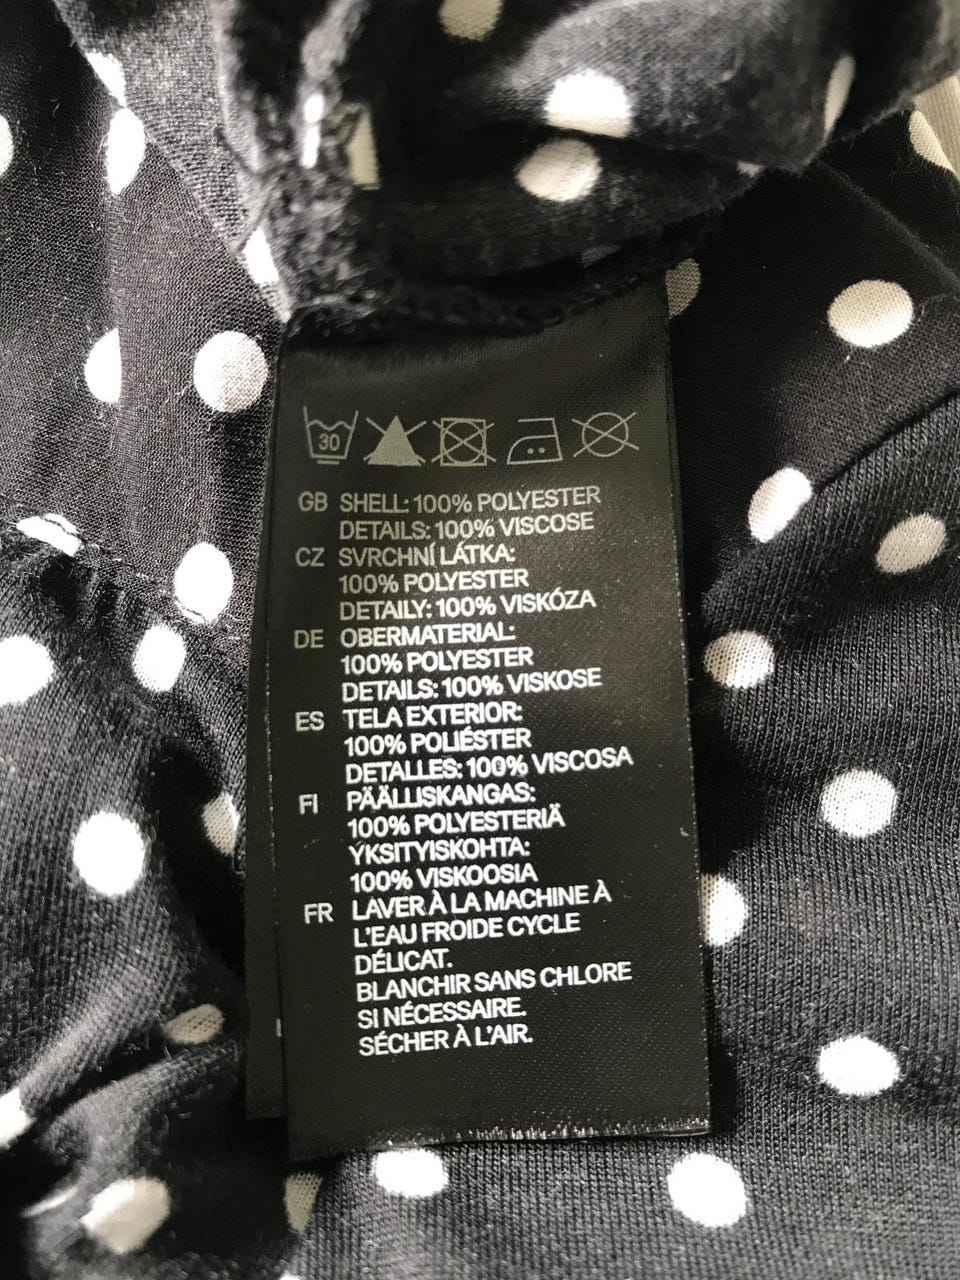 30
GB SHELL: 100% POLYESTER
DETAILS: 100% VISCOSE
CZ SVRCHNÍ LÁTKA:
100% POLYESTER
DETAILY: 100% VISKÓZA
DE OBERMATERIAL:
100% POLYESTER
DETAILS: 100% VISKOSE
ES TELA EXTERIOR:
100% POLIÉSTER
DETALLES: 100% VISCOSA
FI PÄÄLLISKANGAS:
100% POLYESTERIÄ
YKSITYISKOHTA:
100% VISKOOSIA
FR LAVER À LA MACHINE À
L'EAU FROIDE CYCLE
DÉLICAT.
BLANCHIR SANS CHLORE
SI NÉCESSAIRE.
SÉCHER À L'AIR.